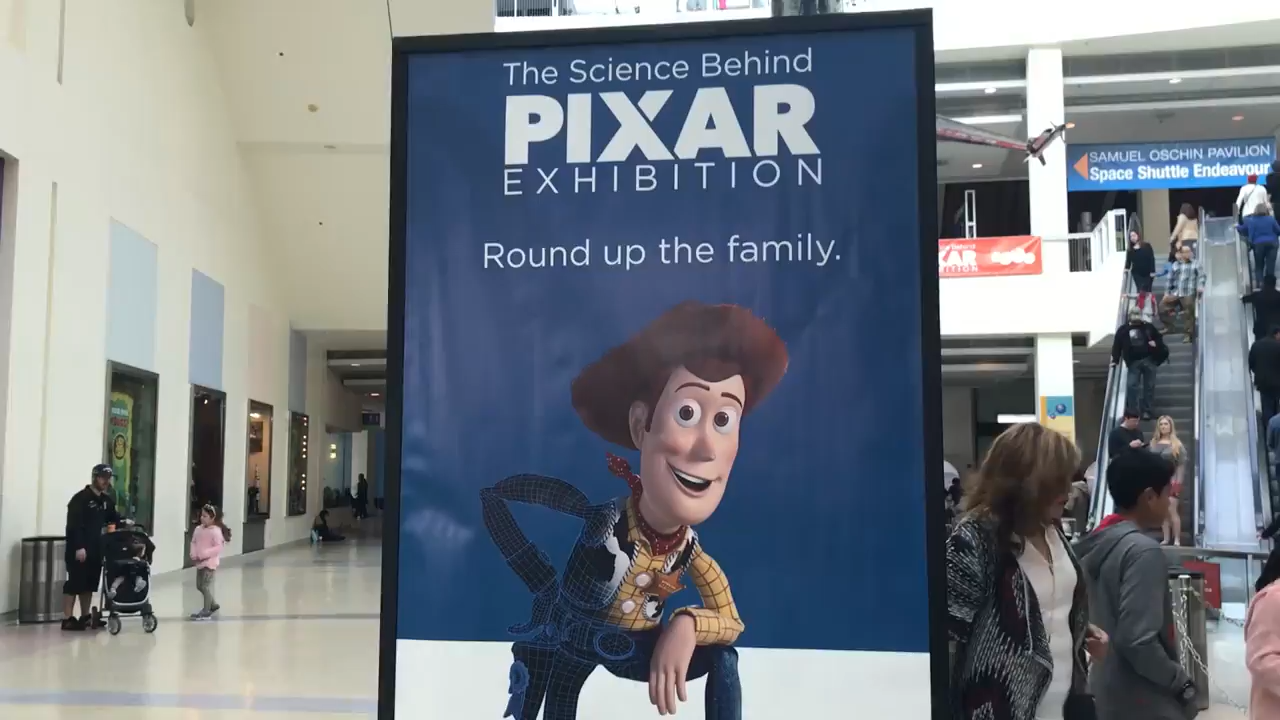 The Science Behind
PIXAR
EXHIBITION
Round up the family.
SAMUEL OSCHIN PAVILION
Space Shuttle Endeavour